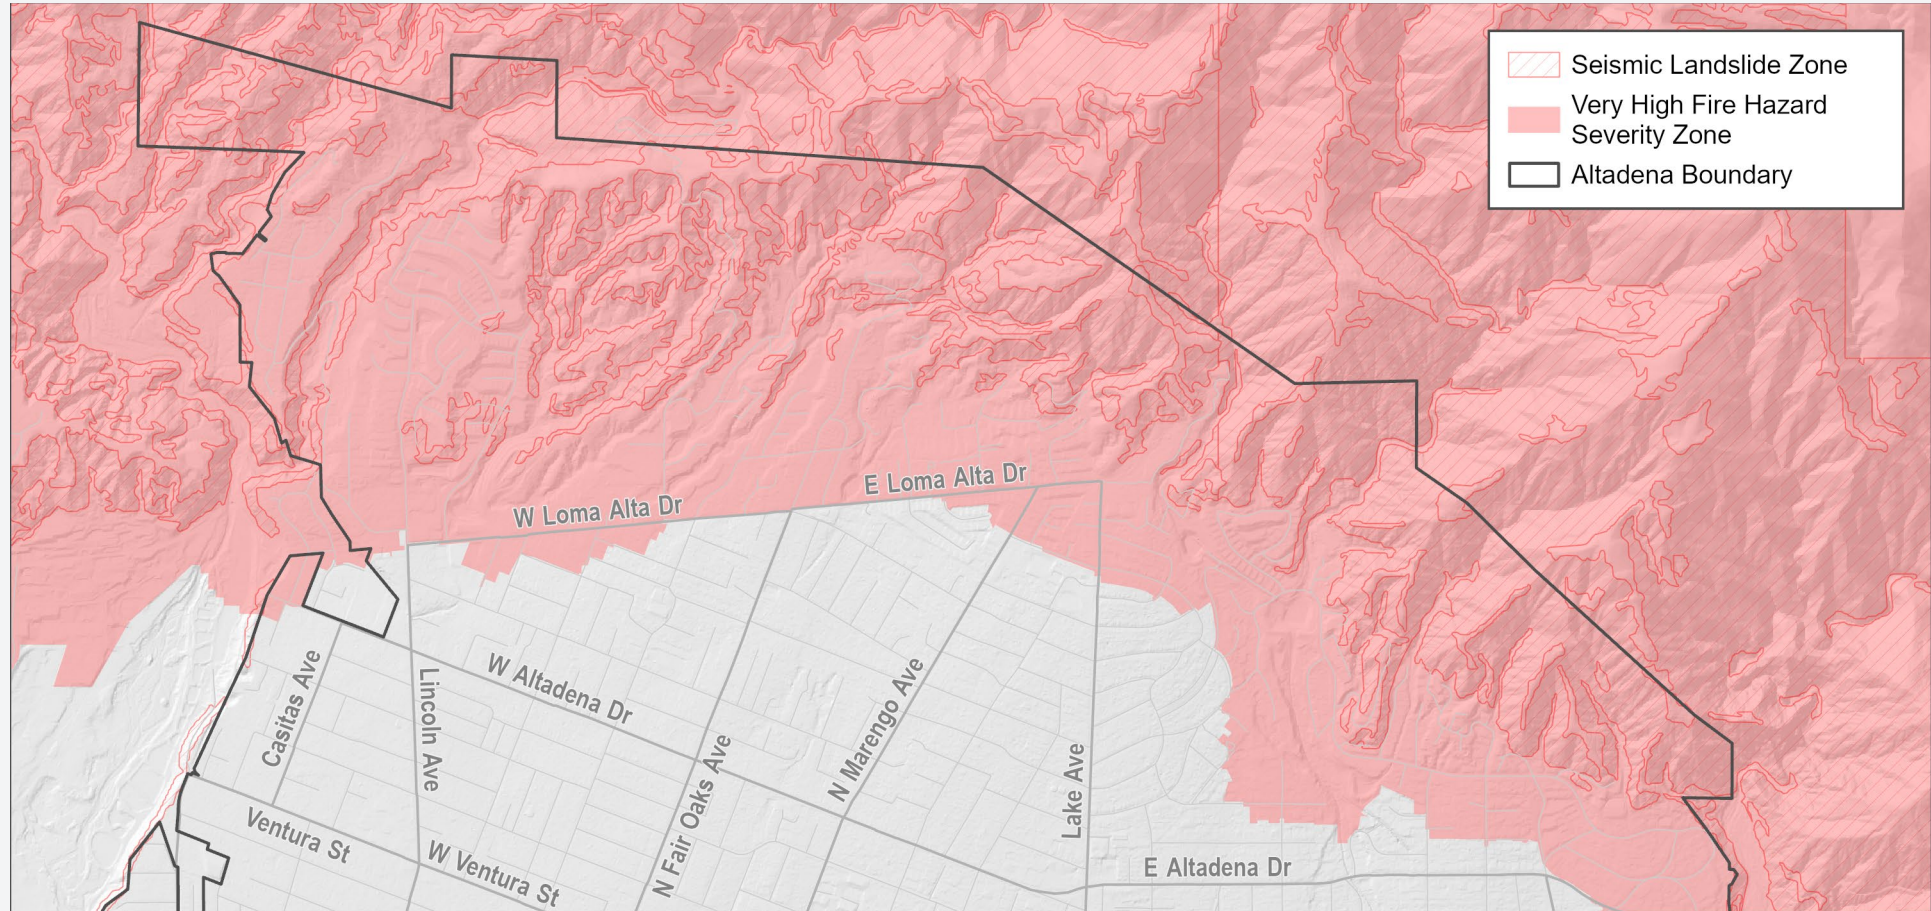 Seismic Landslide Zone
Very High Fire Hazard
Severity Zone
Altadena Boundary
E Loma Alta Dr
W Loma Alta Dr
W Altadena Dr
Casitas Ave
Lincoln Ave
N Fair Oaks Ave
N Marengo Ave
Lake Ave
Ventura St
W Ventura St
E Altadena Dr